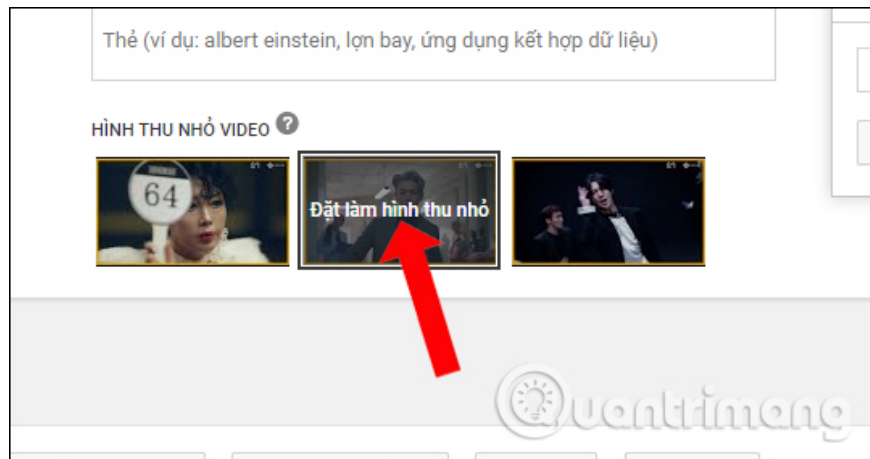 Thẻ (ví dụ: albert einstein, lợn bay, ứng dụng kết hợp dữ liệu)
HÌNH THU NHỎ VIDEO ?
64
Đặt làm hình thu nhỏ
Quantrimang